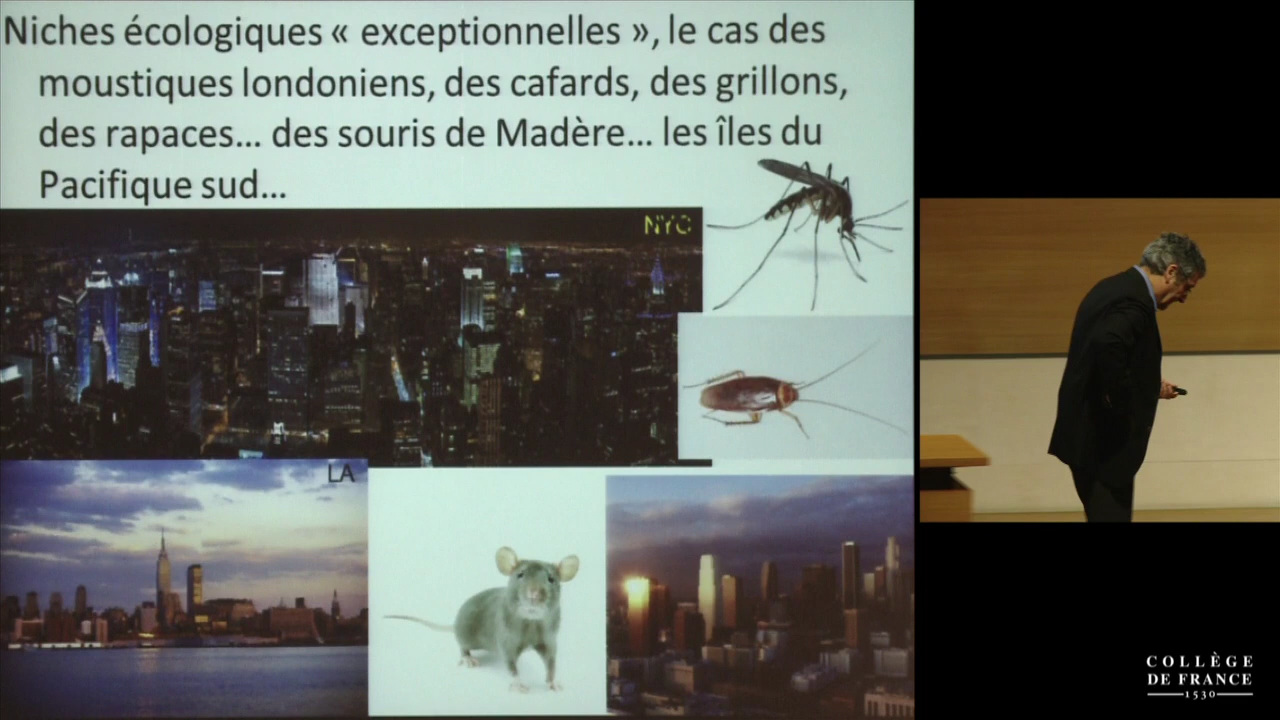 Niches écologiques « exceptionnelles », le cas des
moustiques londoniens, des cafards, des grillons,
des rapaces... des souris de Madère... les îles du
Pacifique sud...
NYC
LA
COLLÈGE
DE FRANCE
1530